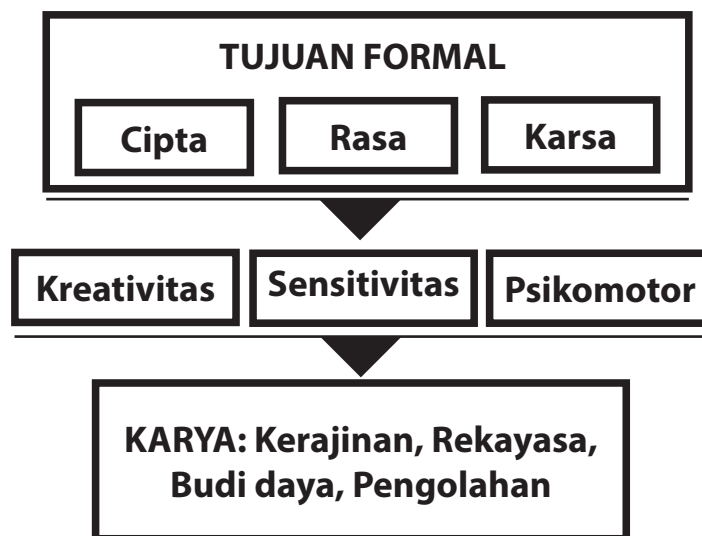 TUJUAN FORMAL
Cipta
Rasa
Karsa
Kreativitas
Sensitivitas
Psikomotor
KARYA: Kerajinan, Rekayasa,
Budi daya, Pengolahan